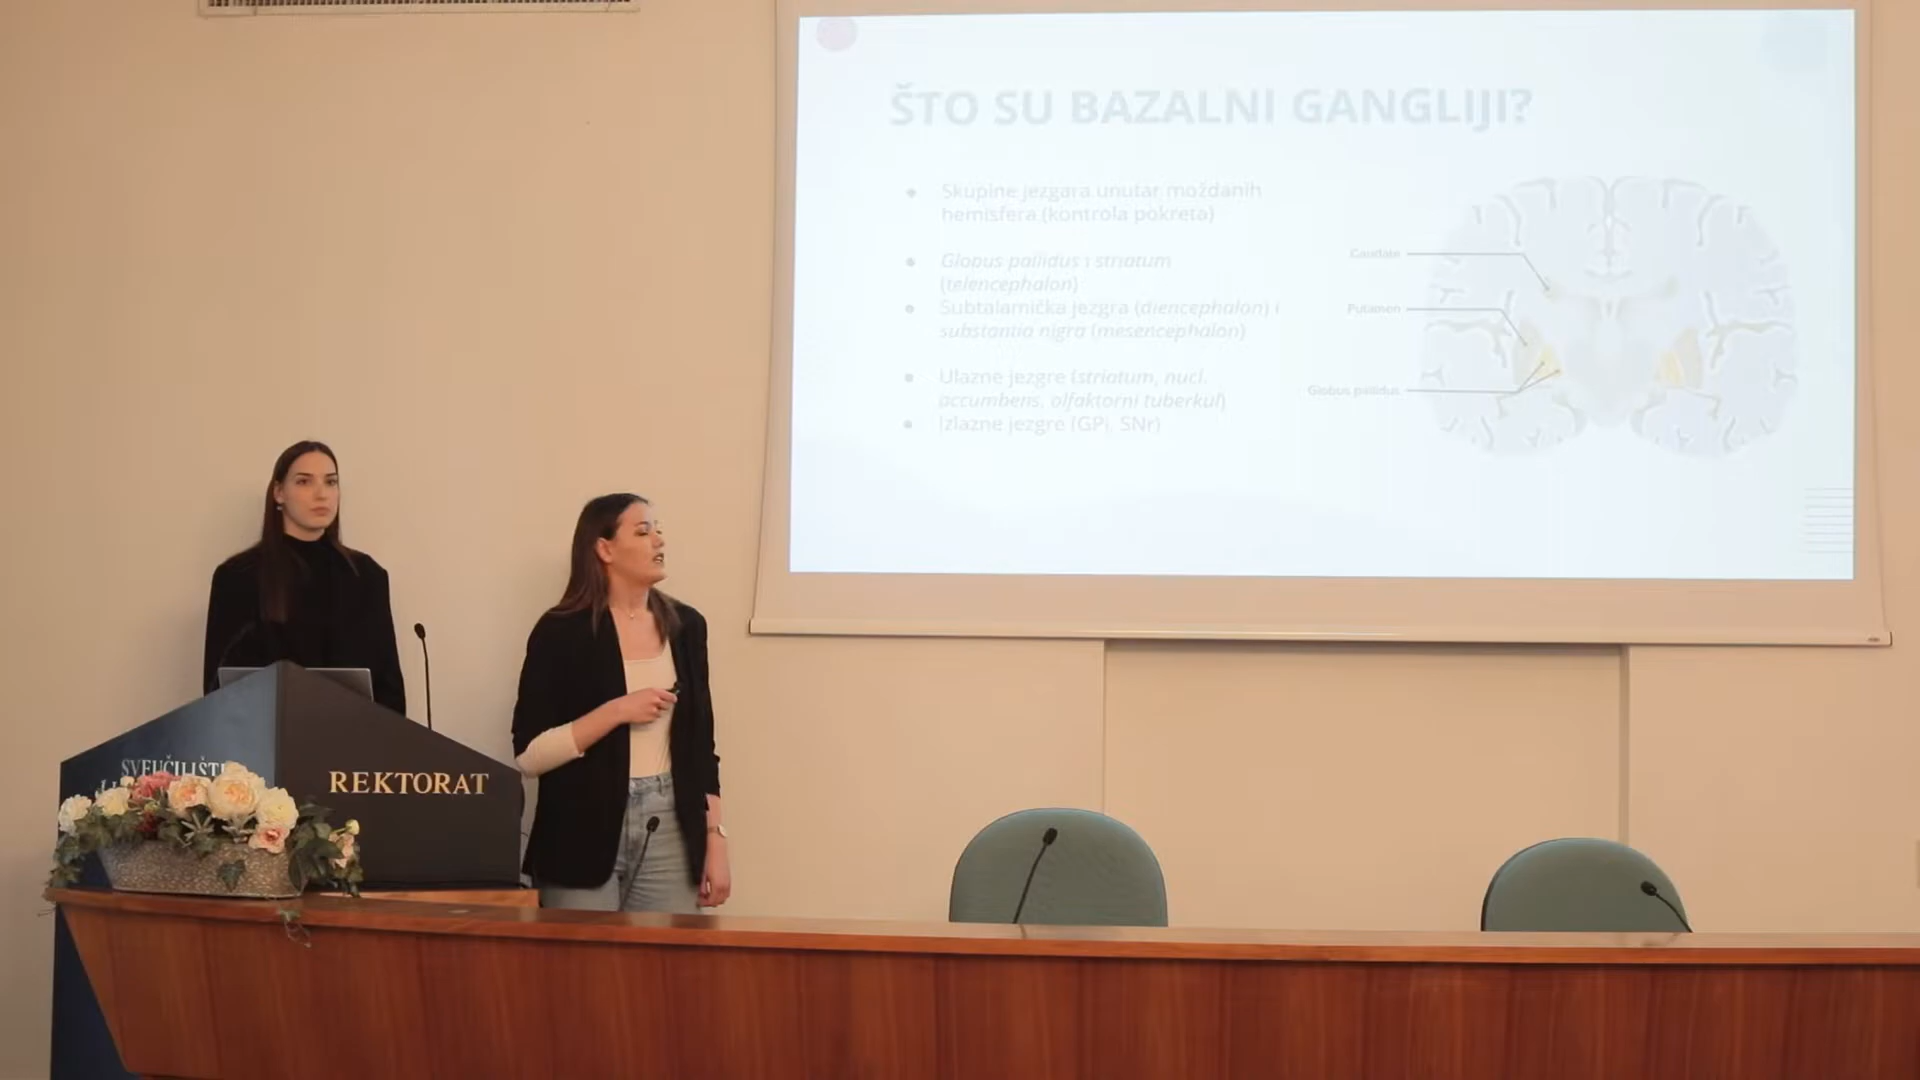 ŠTO SU BAZALNI GANGLIJI?
Skupine jezgara unutar moždanih
hemisfera (kontrola pokreta)
Globus pallidus i striatum
(telencephalon)
Subtalamička jezgra (diencephalon) i
substantia nigra (mesencephalon)
Ulazne jezgre (striatum, nucl.
accumbens, olfaktorni tuberkul)
Izlazne jezgre (GPi, SNr)
Caudate
Putamen
Globus pallidus
SVEUČILIŠTE
REKTORAT